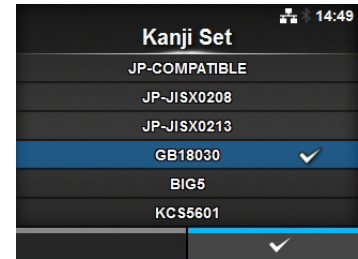 14:49
Kanji Set
JP-COMPATIBLE
JP-JISX0208
JP-JISX0213
GB18030
BIG5
KCS5601